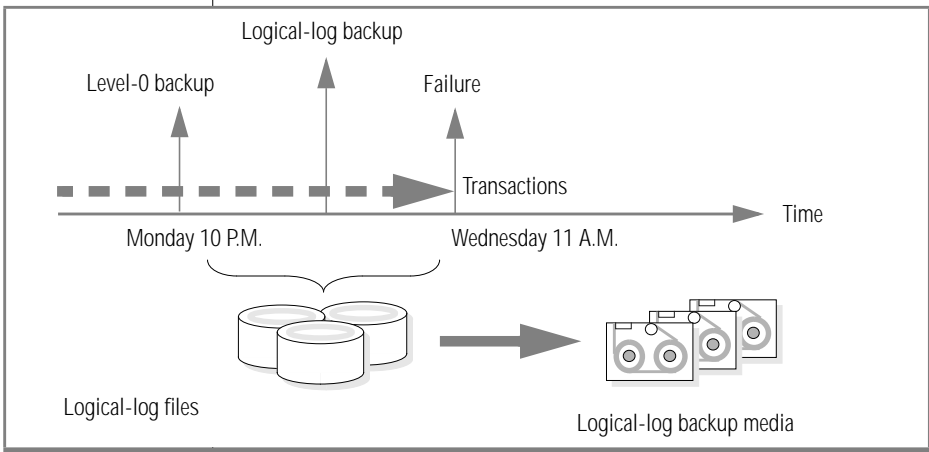 Logical-log backup
Level-0 backup
Failure
Transactions
Time
Monday 10 P.M.
Wednesday 11 A.M.
Logical-log files
Logical-log backup media